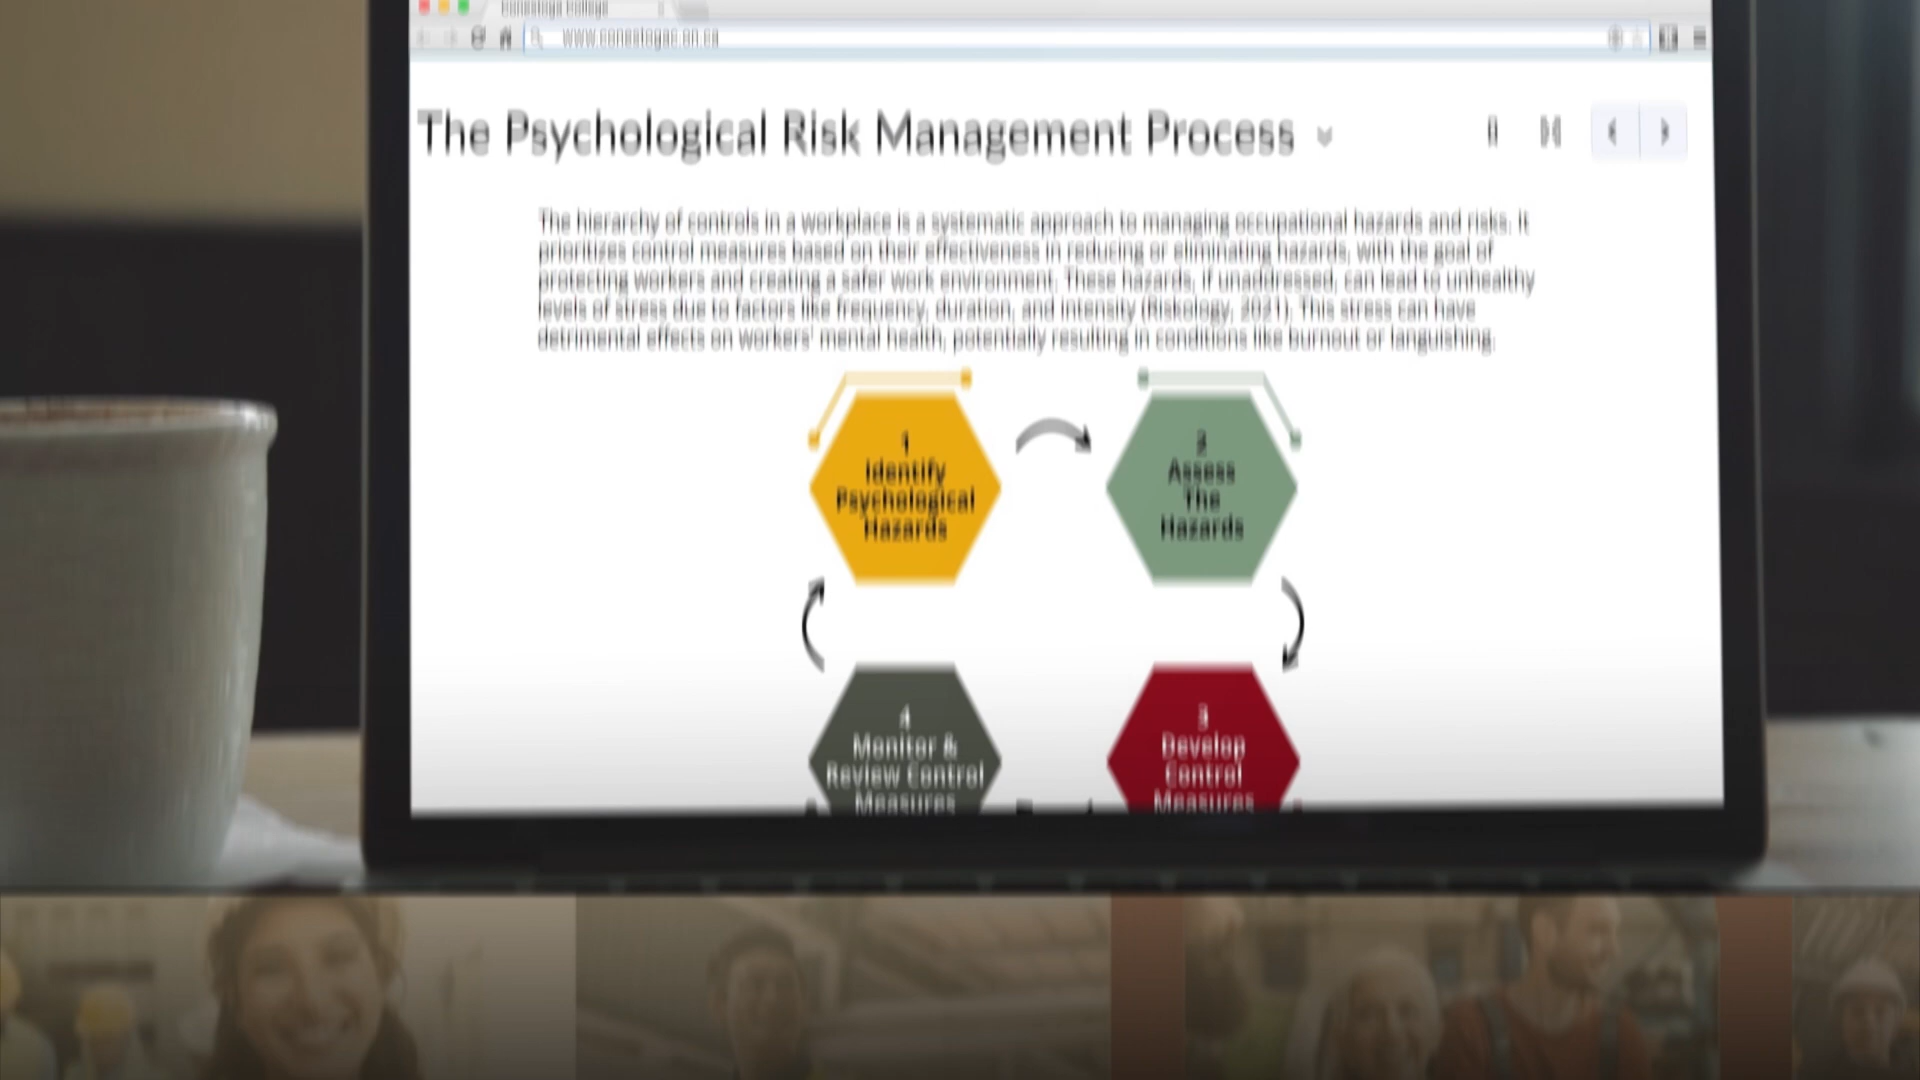 Conestoga College
www.conestogac.on.ca
The Psychological Risk Management Process
The hierarchy of controls in a workplace is a systematic approach to managing occupational hazards and risks. It
prioritizes control measures based on their effectiveness in reducing or eliminating hazards, with the goal of
protecting workers and creating a safer work environment. These hazards, if unaddressed, can lead to unhealthy
levels of stress due to factors like frequency, duration, and intensity (Riskology, 2021). This stress can have
detrimental effects on workers' mental health, potentially resulting in conditions like burnout or languishing.
1
Identify
Psychological
Hazards
2
Assess
The
Hazards
4
Monitor &
Review Control
Measures
3
Develop
Control
Measures